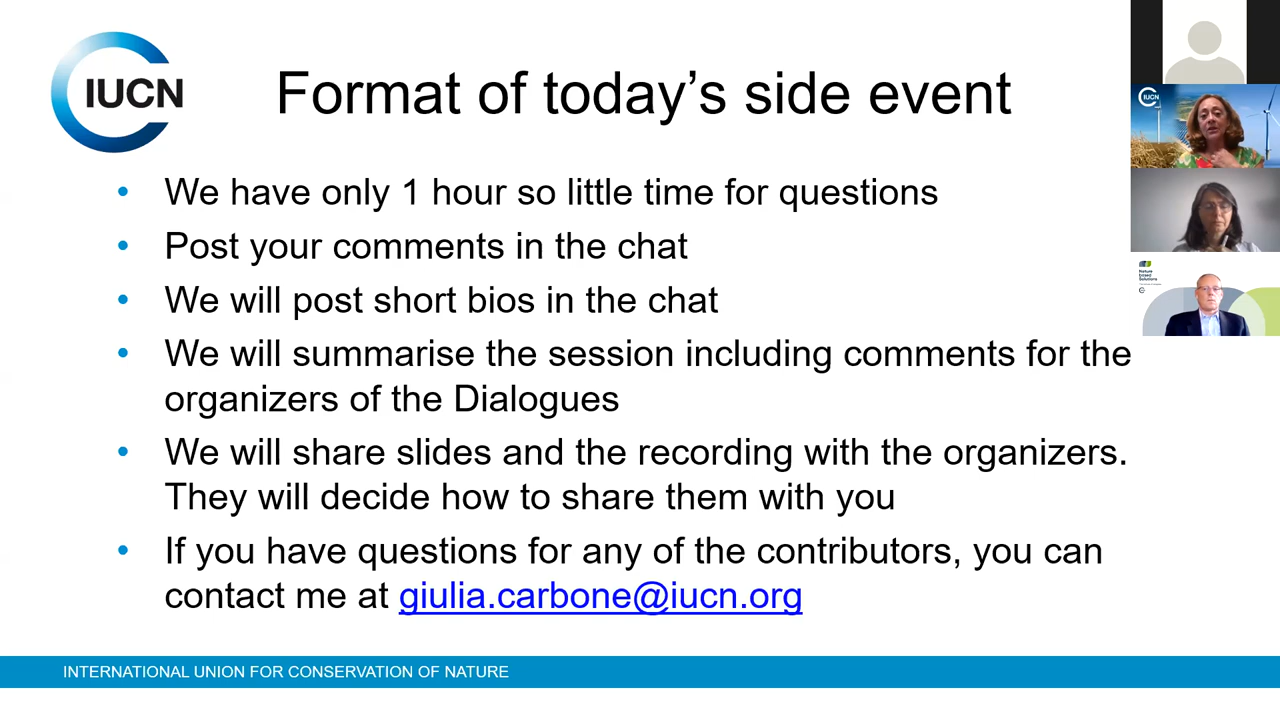 IUCN
Format of today’s side event
• We have only 1 hour so little time for questions
• Post your comments in the chat
• We will post short bios in the chat
• We will summarise the session including comments for the
organizers of the Dialogues
• We will share slides and the recording with the organizers.
They will decide how to share them with you
• If you have questions for any of the contributors, you can
contact me at giulia.carbone@iucn.org
INTERNATIONAL UNION FOR CONSERVATION OF NATURE
IUCN
Nature
based
Solutions